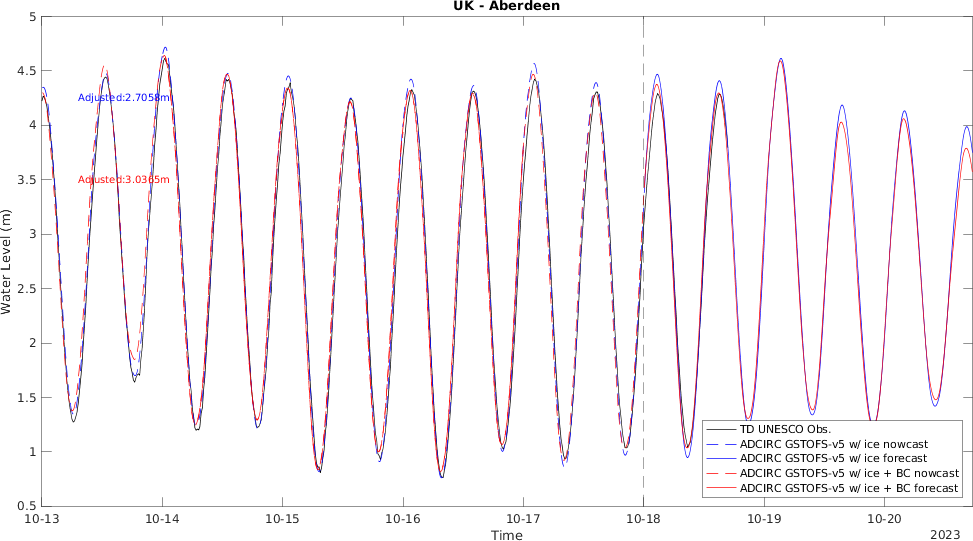 UK - Aberdeen
5
4.5
4
3.5
3
2.5
2
1.5
1
0.5
Water Level (m)
Adjusted:2.7058m
Adjusted:3.0365m
TD UNESCO Obs.
ADCIRC GSTOFS-v5 w/ ice nowcast
ADCIRC GSTOFS-v5 w/ ice forecast
ADCIRC GSTOFS-v5 w/ ice + BC nowcast
ADCIRC GSTOFS-v5 w/ ice + BC forecast
10-13 10-14 10-15 10-16 10-17 10-18 10-19 10-20
Time
2023